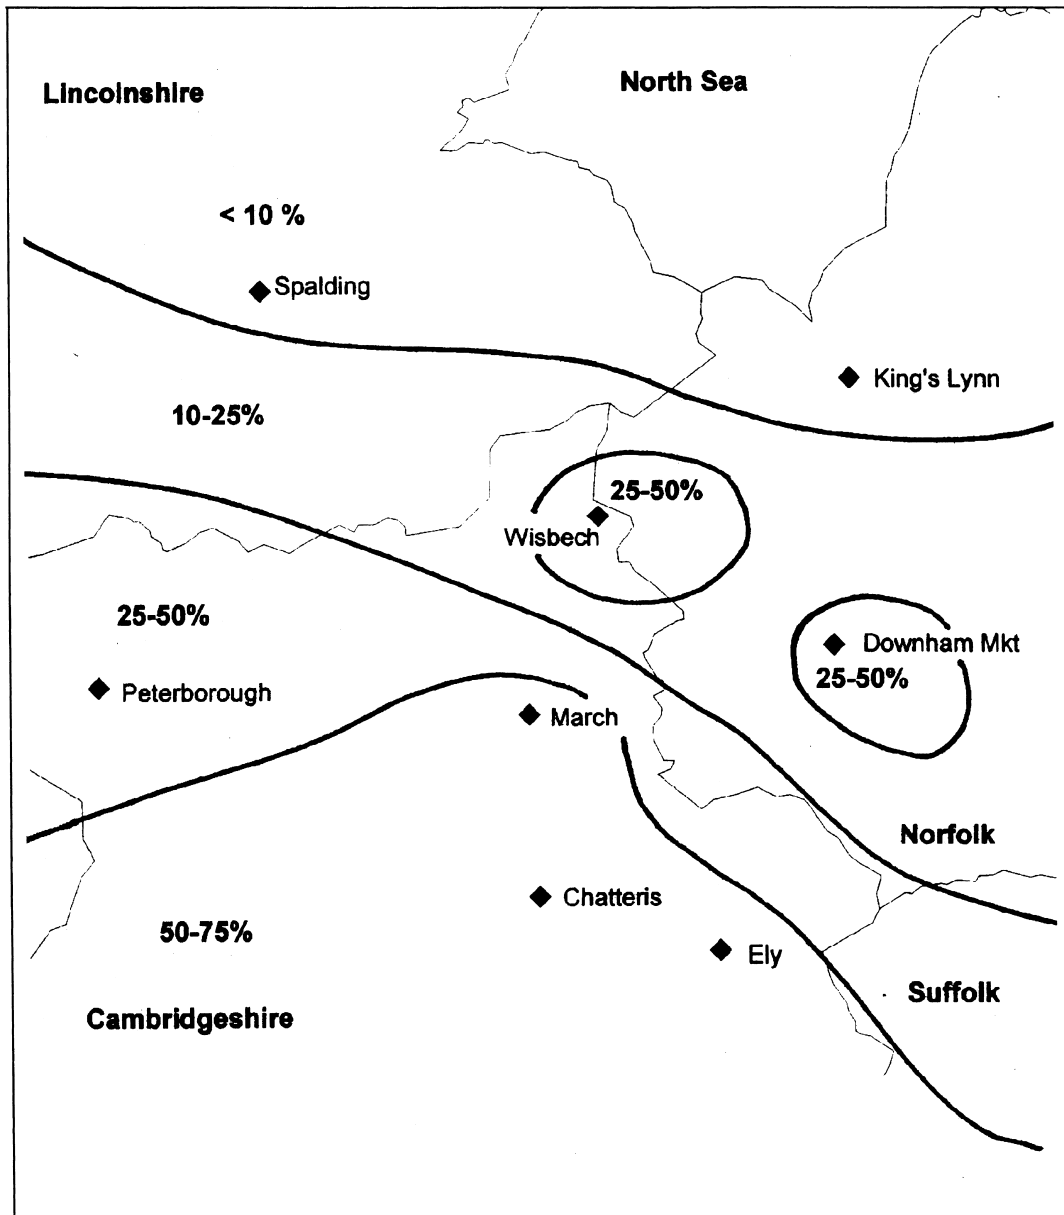 Lincolnshire
North Sea
< 10 %
Spalding
King's Lynn
10-25%
25-50%
Wisbech
25-50%
Downham Mkt
25-50%
Peterborough
March
Norfolk
Chatteris
50-75%
Ely
Suffolk
Cambridgeshire